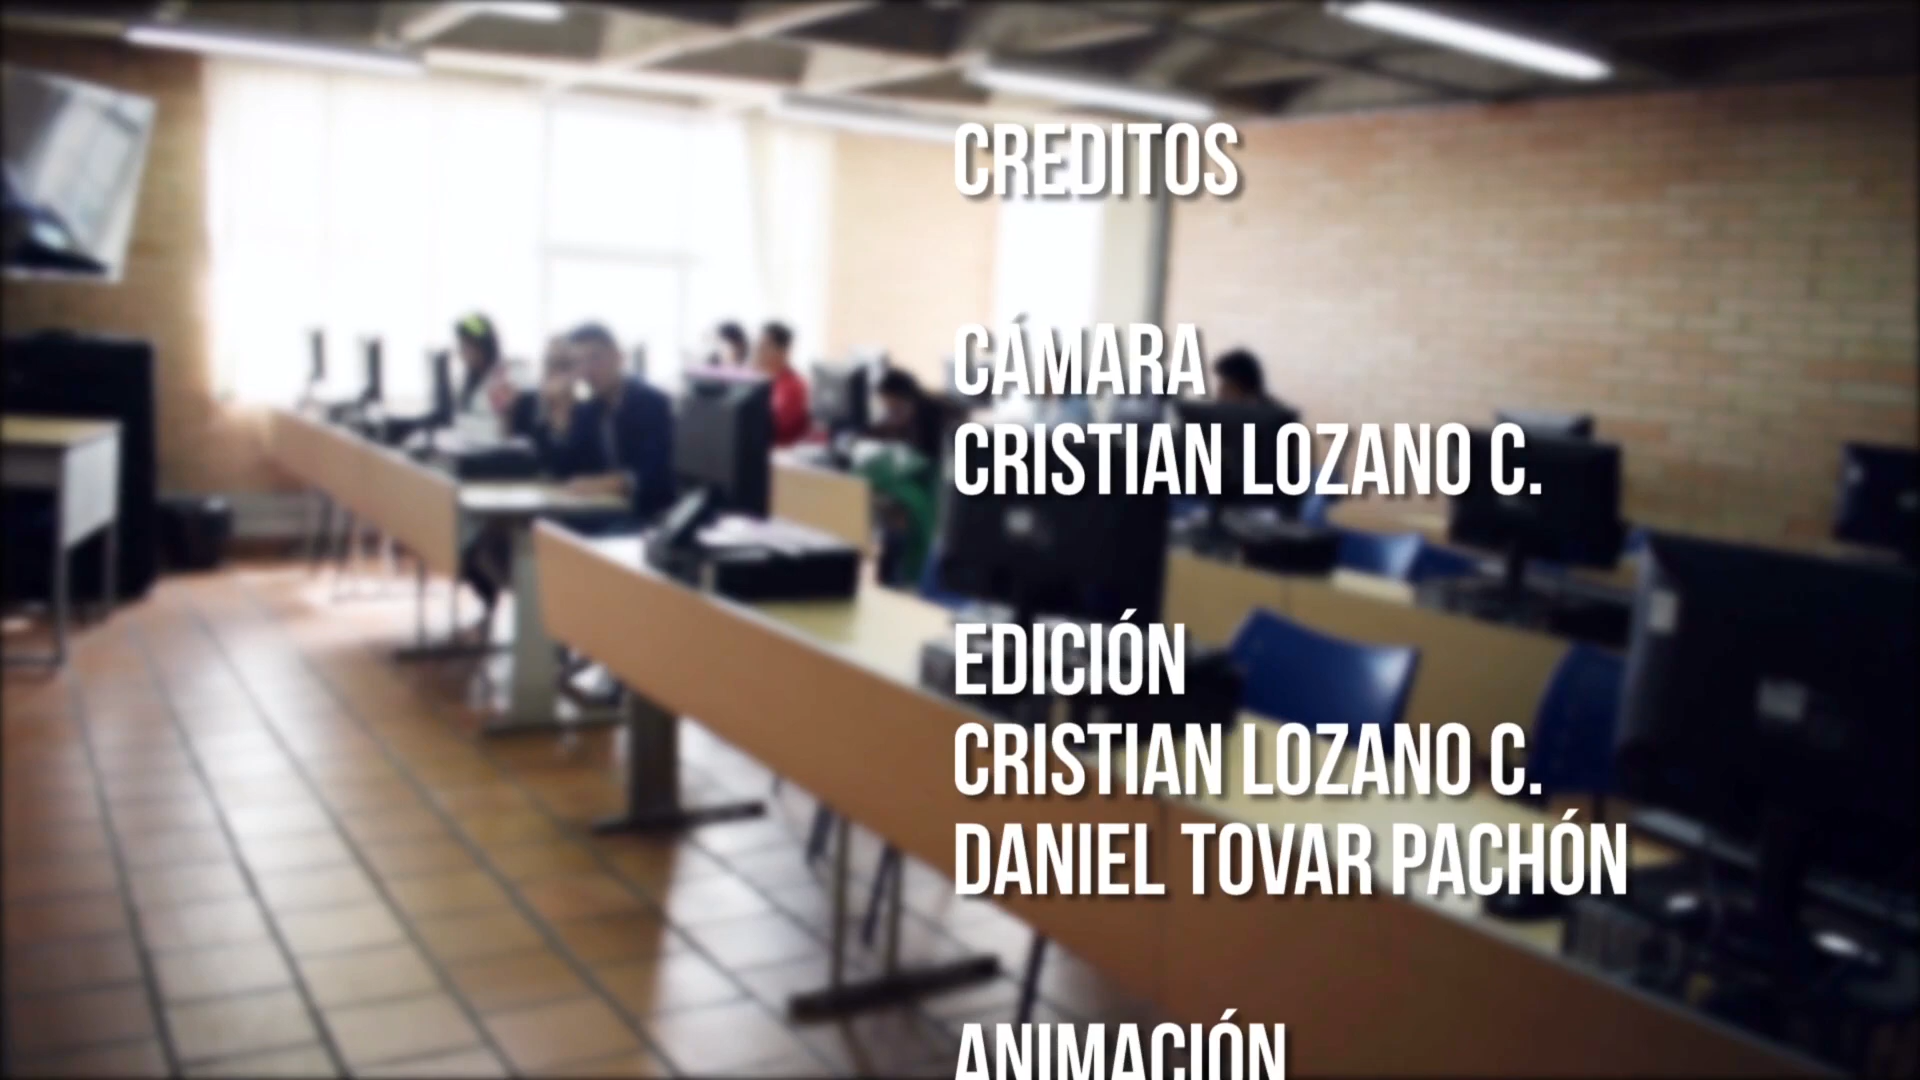 CREDITOS
CÁMARA
CRISTIAN LOZANO C.
EDICIÓN
CRISTIAN LOZANO C.
DANIEL TOVAR PACHÓN
ANIMACIÓN